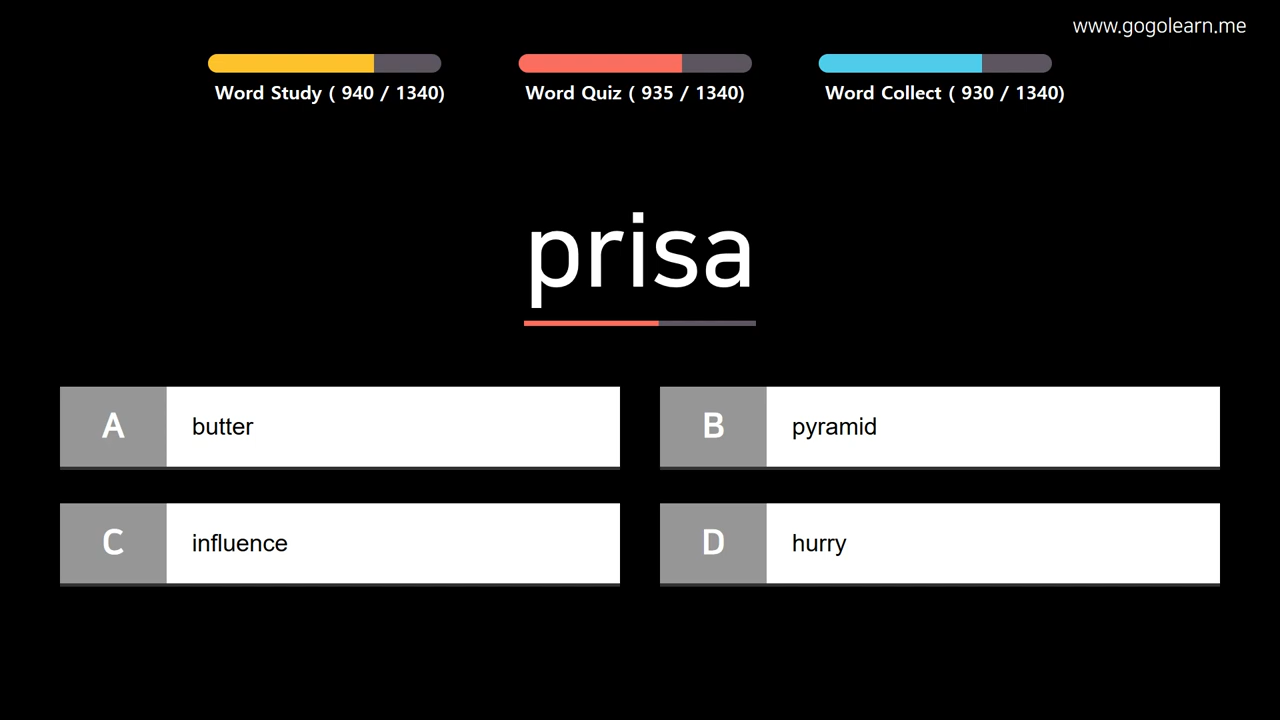 www.gogolearn.me
Word Study ( 940 / 1340)
Word Quiz ( 935 / 1340)
Word Collect ( 930 / 1340)
prisa
A butter
B pyramid
C influence
D hurry